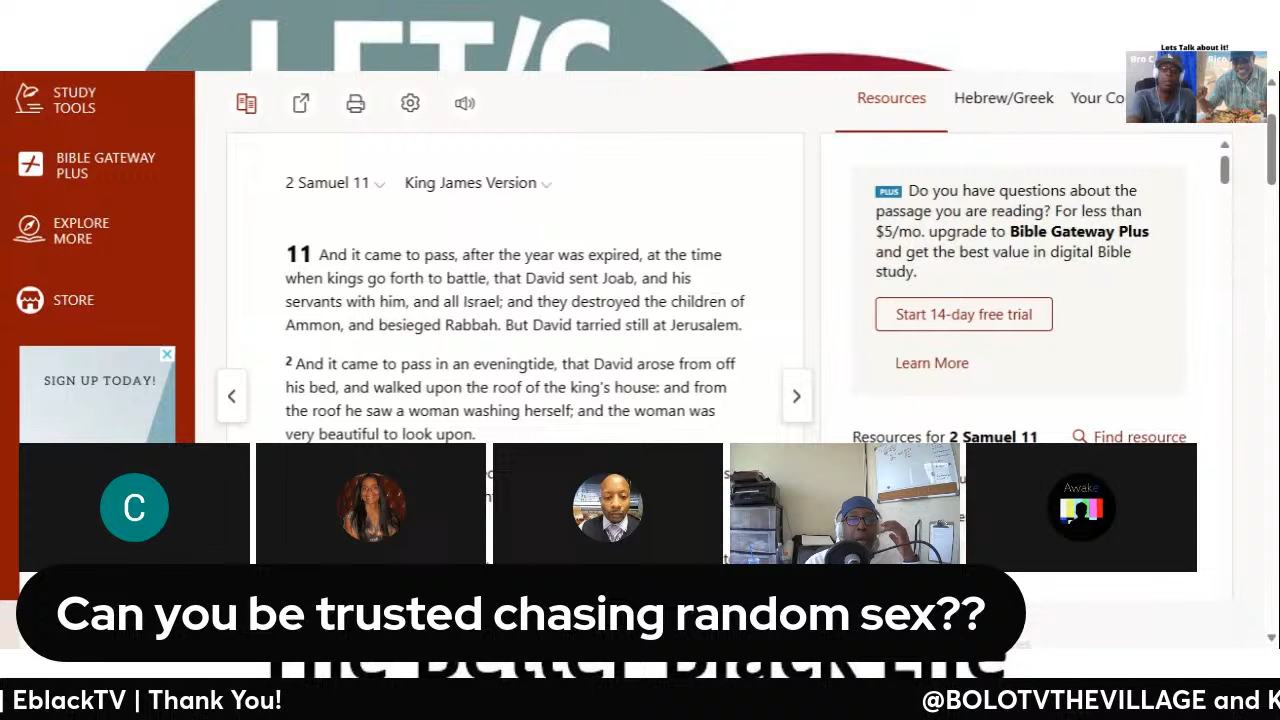 LET'S
Lets Talk about it!
Bro C
Rico
STUDY
TOOLS
BIBLE GATEWAY
PLUS
EXPLORE
MORE
STORE
SIGN UP TODAY!
Resources
Hebrew/Greek
Your Co
2 Samuel 11
King James Version
11 And it came to pass, after the year was expired, at the time
when kings go forth to battle, that David sent Joab, and his
servants with him, and all Israel; and they destroyed the children of
Ammon, and besieged Rabbah. But David tarried still at Jerusalem.
2 And it came to pass in an eveningtide, that David arose from off
his bed, and walked upon the roof of the king's house: and from
the roof he saw a woman washing herself; and the woman was
very beautiful to look upon.
PLUS Do you have questions about the
passage you are reading? For less than
$5/mo. upgrade to Bible Gateway Plus
and get the best value in digital Bible
study.
Start 14-day free trial
Learn More
Resources for 2 Samuel 11
Find resource
C
Awake
Can you be trusted chasing random sex??
The Better Black Life
| EblackTV | Thank You!
@BOLOTVTHEVILLAGE and K